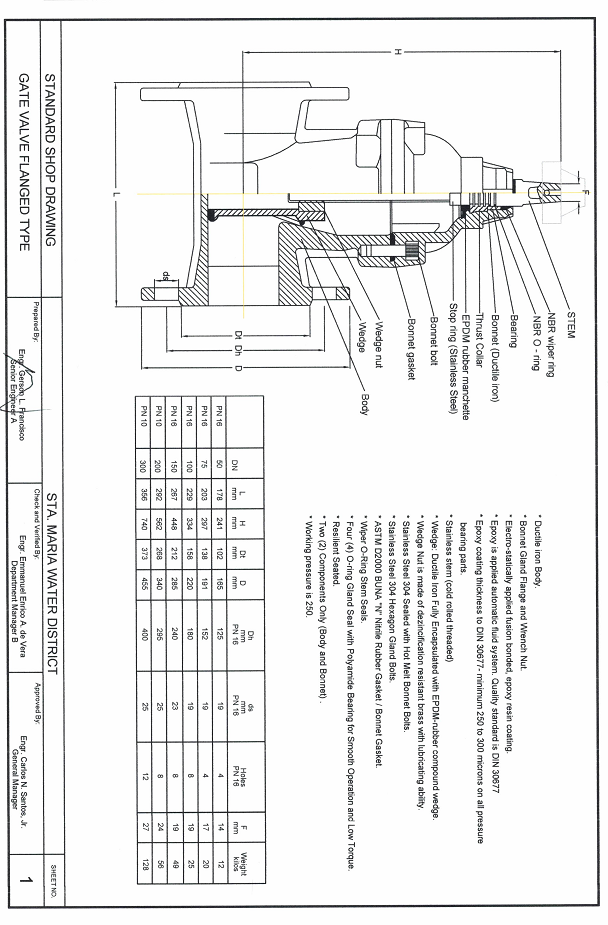 H
L
F
ds
Dt
Dh
D
STEM
NBR wiper ring
NBR O - ring
Bearing
Bonnet (Ductile iron)
Thrust Collar
EPDM rubber manchette
Stop ring (Stainless Steel)
Bonnet bolt
Bonnet gasket
Wedge nut
Wedge
Body
* Ductile iron Body.
* Bonnet Gland Flange and Wrench Nut.
* Electro-statically applied fusion bonded, epoxy resin coating.
* Epoxy is applied automatic fluid system. Quality standard is DIN 30677
* Epoxy coating thickness to DIN 30677- minimum 250 to 300 microns on all pressure
bearing parts.
* Stainless stem (cold rolled threaded)
* Wedge: Ductile Iron Fully Encapsulated with EPDM-rubber compound wedge.
* Wedge Nut is made of dezincification resistant brass with lubricating ability.
* Stainless Steel 304 Sealed with Hot Melt Bonnet Bolts.
* Stainless Steel 304 Hexagon Gland Bolts.
* ASTM D2000 BUNA "N" Nitrile Rubber Gasket / Bonnet Gasket.
* Wiper O-Ring Stem Seals.
* Four (4) O-ring Gland Seal with Polyamide Bearing for Smooth Operation and Low Torque.
* Resilient Seated.
* Two (2) Components Only (Body and Bonnet) .
* Working pressure is 250.
DN L mm H mm Dt mm D mm Dh mm PN 16 ds mm PN 16 Holes PN 16 F mm Weight kilos
PN 16 50 178 241 102 165 125 19 4 14 12
PN 16 75 203 297 138 191 152 19 4 17 20
PN 16 100 229 334 158 220 180 19 8 19 25
PN 16 150 267 448 212 285 240 23 8 19 49
PN 10 200 292 562 268 340 295 25 8 24 56
PN 10 300 356 740 373 455 400 25 12 27 128
STANDARD SHOP DRAWING
GATE VALVE FLANGED TYPE
STA. MARIA WATER DISTRICT
Prepared By:
Engr. Gerson L. Francisco
Senior Engineer A
Check and Verified By:
Engr. Emmanuel Enrico A. de Vera
Department Manager B
Approved By:
Engr. Carlos N. Santos, Jr.
General Manager
SHEET NO.
1